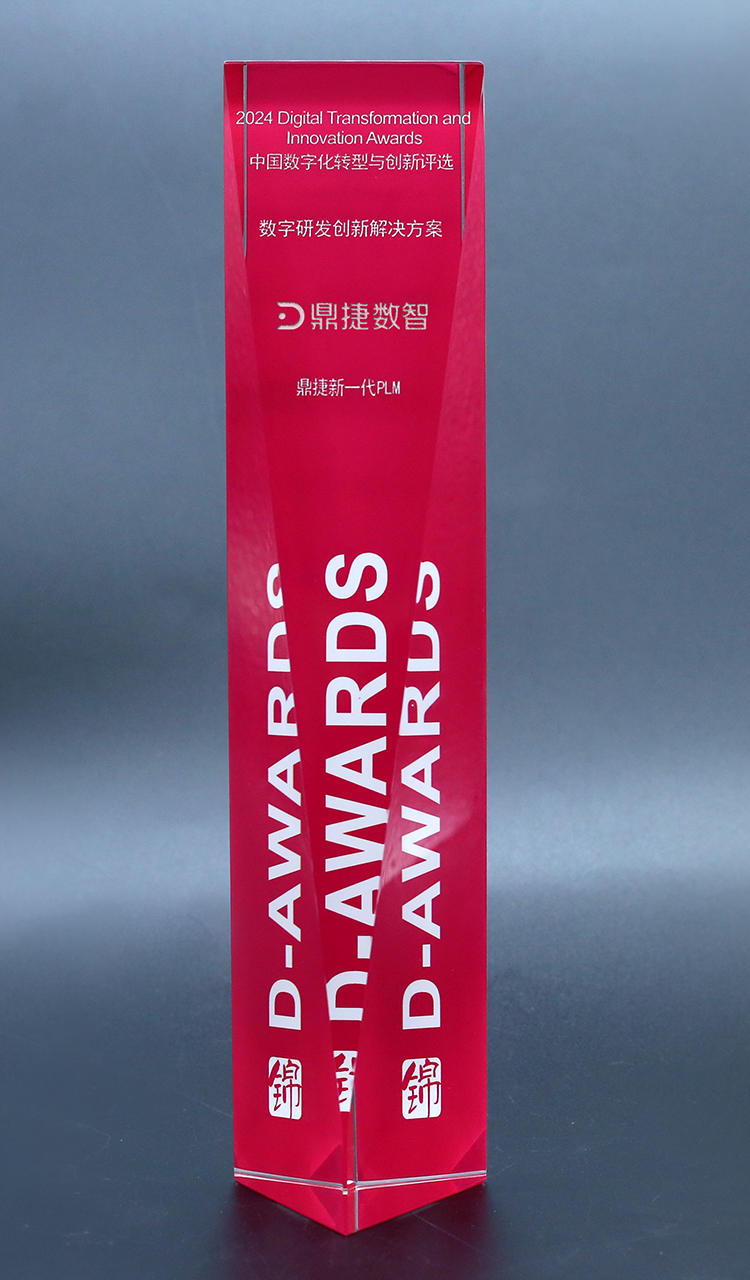 2024 Digital Transformation and
Innovation Awards
中国数字化转型与创新评选
数字研发创新解决方案
鼎捷数智
鼎捷新一代PLM
D-AWARDS
D-AWARDS
D-AWARDS
锦
锦
锦